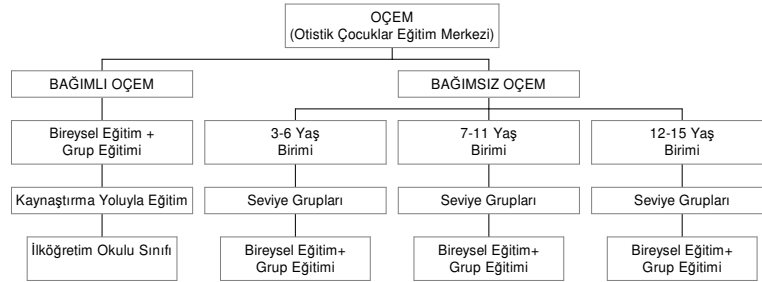 OÇEM
(Otistik Çocuklar Eğitim Merkezi)
BAĞIMLI OÇEM
BAĞIMSIZ OÇEM
Bireysel Eğitim +
Grup Eğitimi
3-6 Yaş
Birimi
7-11 Yaş
Birimi
12-15 Yaş
Birimi
Kaynaştırma Yoluyla Eğitim
Seviye Grupları
Seviye Grupları
Seviye Grupları
İlköğretim Okulu Sınıfı
Bireysel Eğitim+
Grup Eğitimi
Bireysel Eğitim+
Grup Eğitimi
Bireysel Eğitim+
Grup Eğitimi